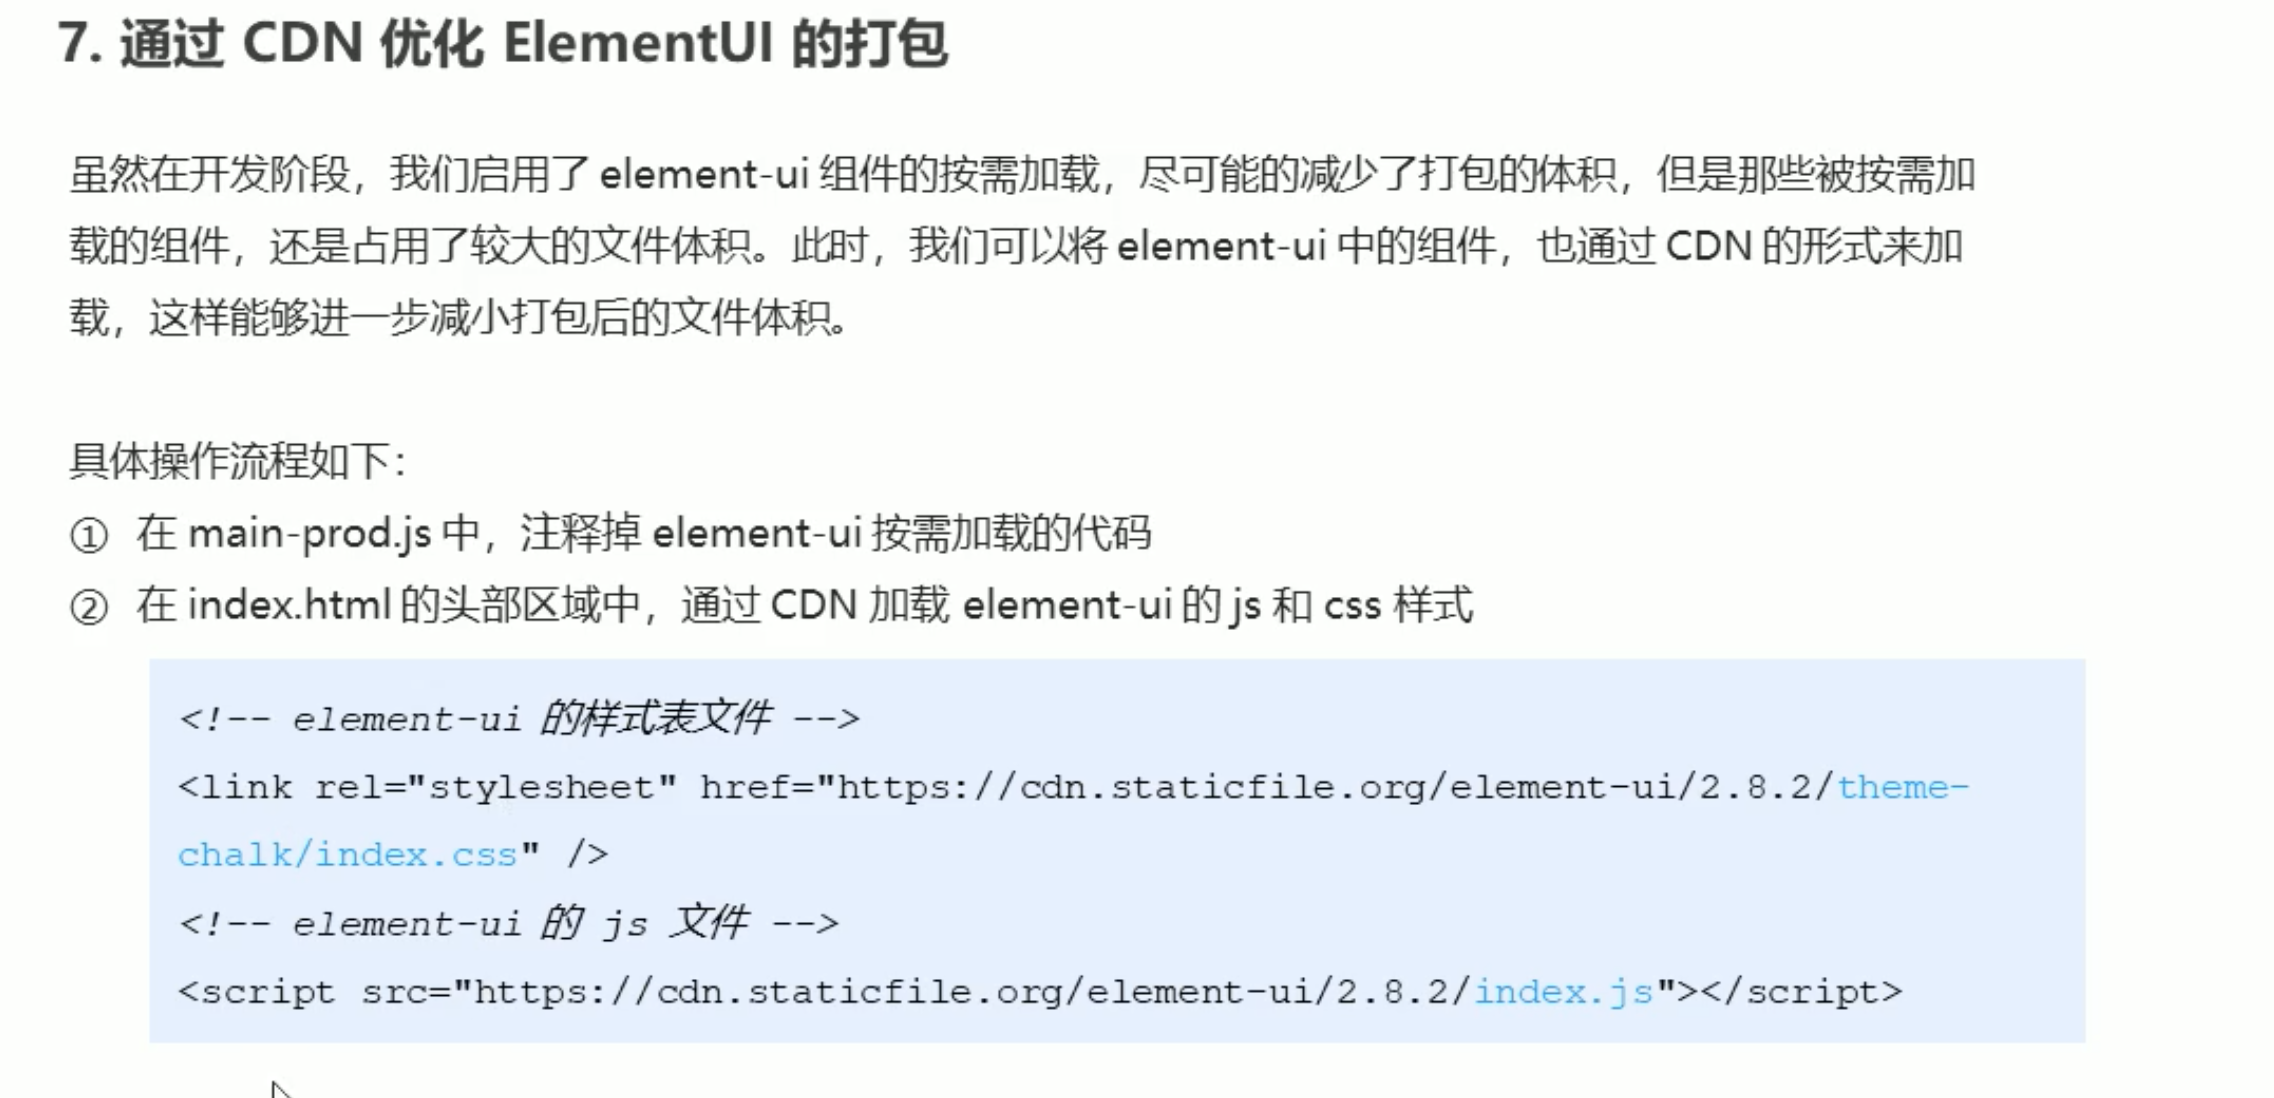 7. 通过 CDN 优化 ElementUI 的打包
虽然在开发阶段，我们启用了 element-ui 组件的按需加载，尽可能的减少了打包的体积，但是那些被按需加
载的组件，还是占用了较大的文件体积。此时，我们可以将 element-ui 中的组件，也通过 CDN 的形式来加
载，这样能够进一步减小打包后的文件体积。
具体操作流程如下：
① 在 main-prod.js 中，注释掉 element-ui 按需加载的代码
② 在 index.html 的头部区域中，通过 CDN 加载 element-ui 的 js 和 css 样式
<!-- element-ui 的样式表文件 -->
<link rel="stylesheet" href="https://cdn.staticfile.org/element-ui/2.8.2/theme-
chalk/index.css" />
<!-- element-ui 的 js 文件 -->
<script src="https://cdn.staticfile.org/element-ui/2.8.2/index.js"></script>